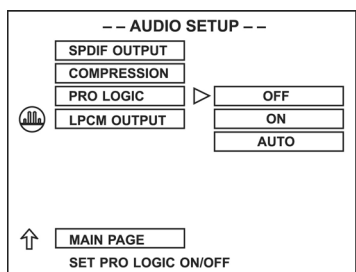 -- AUDIO SETUP --
SPDIF OUTPUT
COMPRESSION
PRO LOGIC
OFF
LPCM OUTPUT
ON
AUTO
MAIN PAGE
SET PRO LOGIC ON/OFF